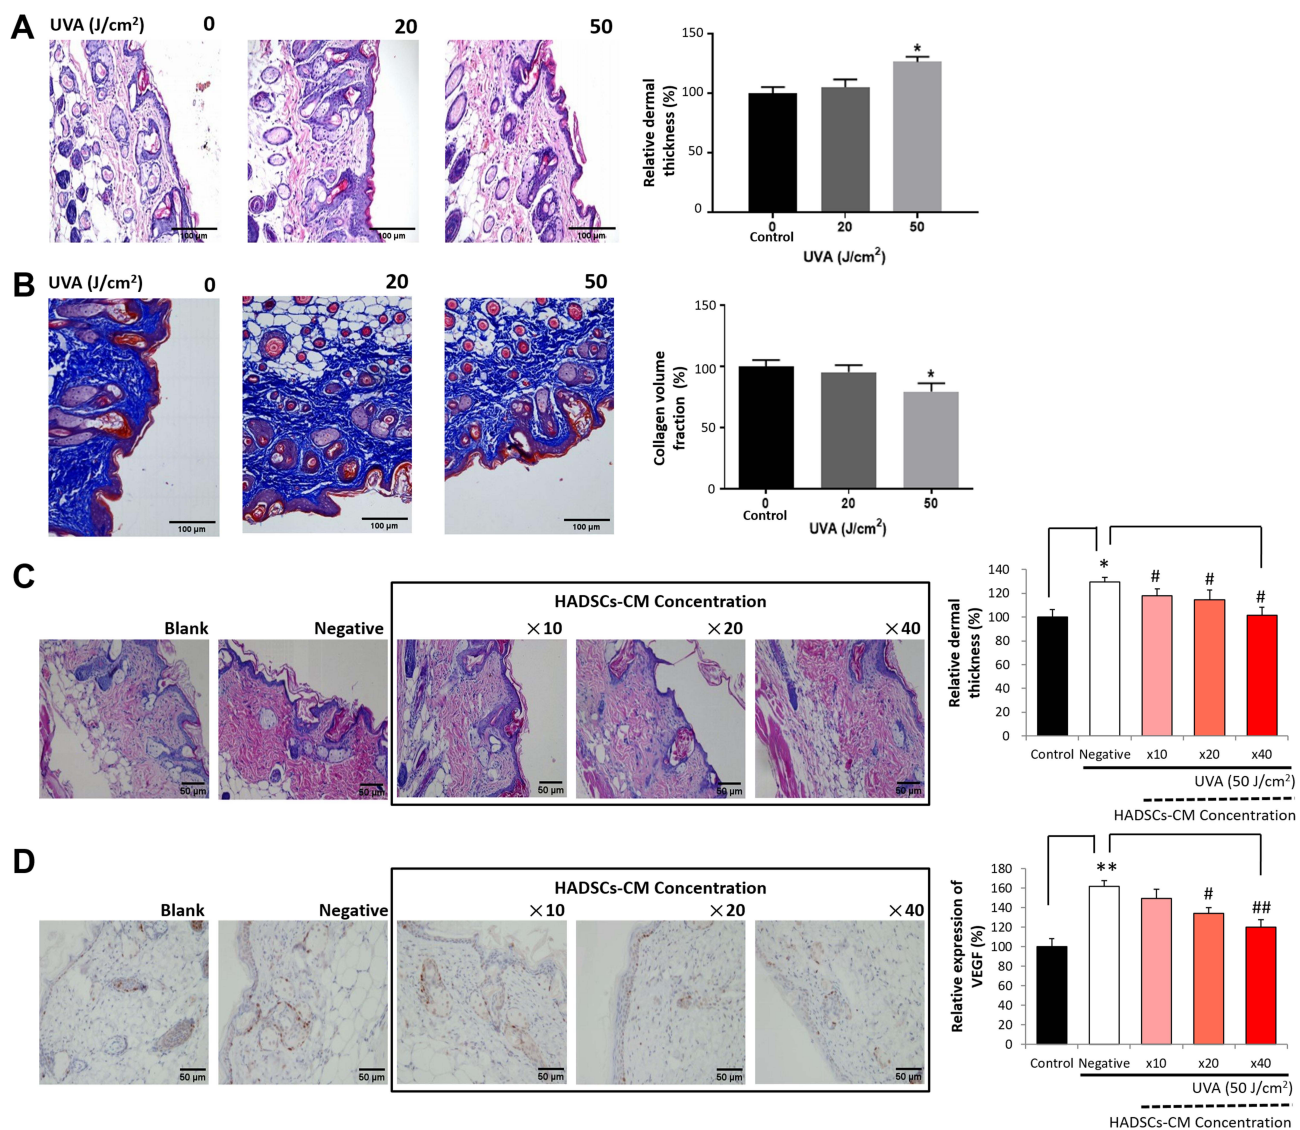 A
UVA (J/cm²) 0 20 50
100 µm 100 µm 100 µm
Relative dermal
thickness (%)
150
100
50
0
*
0 20 50
Control
UVA (J/cm²)
B
UVA (J/cm²) 0 20 50
100 µm 100 µm 100 µm
Collagen volume
fraction (%)
150
100
50
0
*
0 20 50
Control
UVA (J/cm²)
C
HADSCs-CM Concentration
Blank Negative ×10 ×20 ×40
50 µm 50 µm 50 µm 50 µm 50 µm
Relative dermal
thickness (%)
140
120
100
80
60
40
20
0
* # # #
Control Negative x10 x20 x40
UVA (50 J/cm²)
HADSCs-CM Concentration
D
HADSCs-CM Concentration
Blank Negative ×10 ×20 ×40
50 µm 50 µm 50 µm 50 µm 50 µm
Relative expression of
VEGF (%)
180
160
140
120
100
80
60
40
20
0
** # ##
Control Negative x10 x20 x40
UVA (50 J/cm²)
HADSCs-CM Concentration